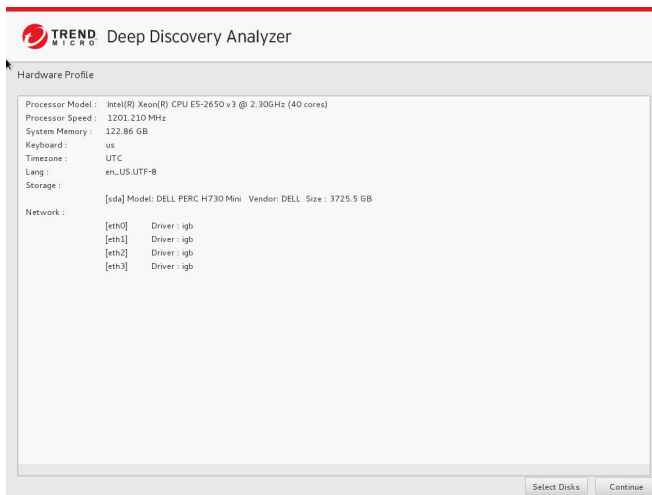 TREND MICRO Deep Discovery Analyzer
Hardware Profile
Processor Model : Intel(R) Xeon(R) CPU E5-2650 v3 @ 2.30GHz (40 cores)
Processor Speed : 1201.210 MHz
System Memory : 122.86 GB
Keyboard : us
Timezone : UTC
Lang : en_US.UTF-8
Storage :
[sda] Model: DELL PERC H730 Mini Vendor: DELL Size : 3725.5 GB
Network :
[eth0] Driver : igb
[eth1] Driver : igb
[eth2] Driver : igb
[eth3] Driver : igb
Select Disks Continue